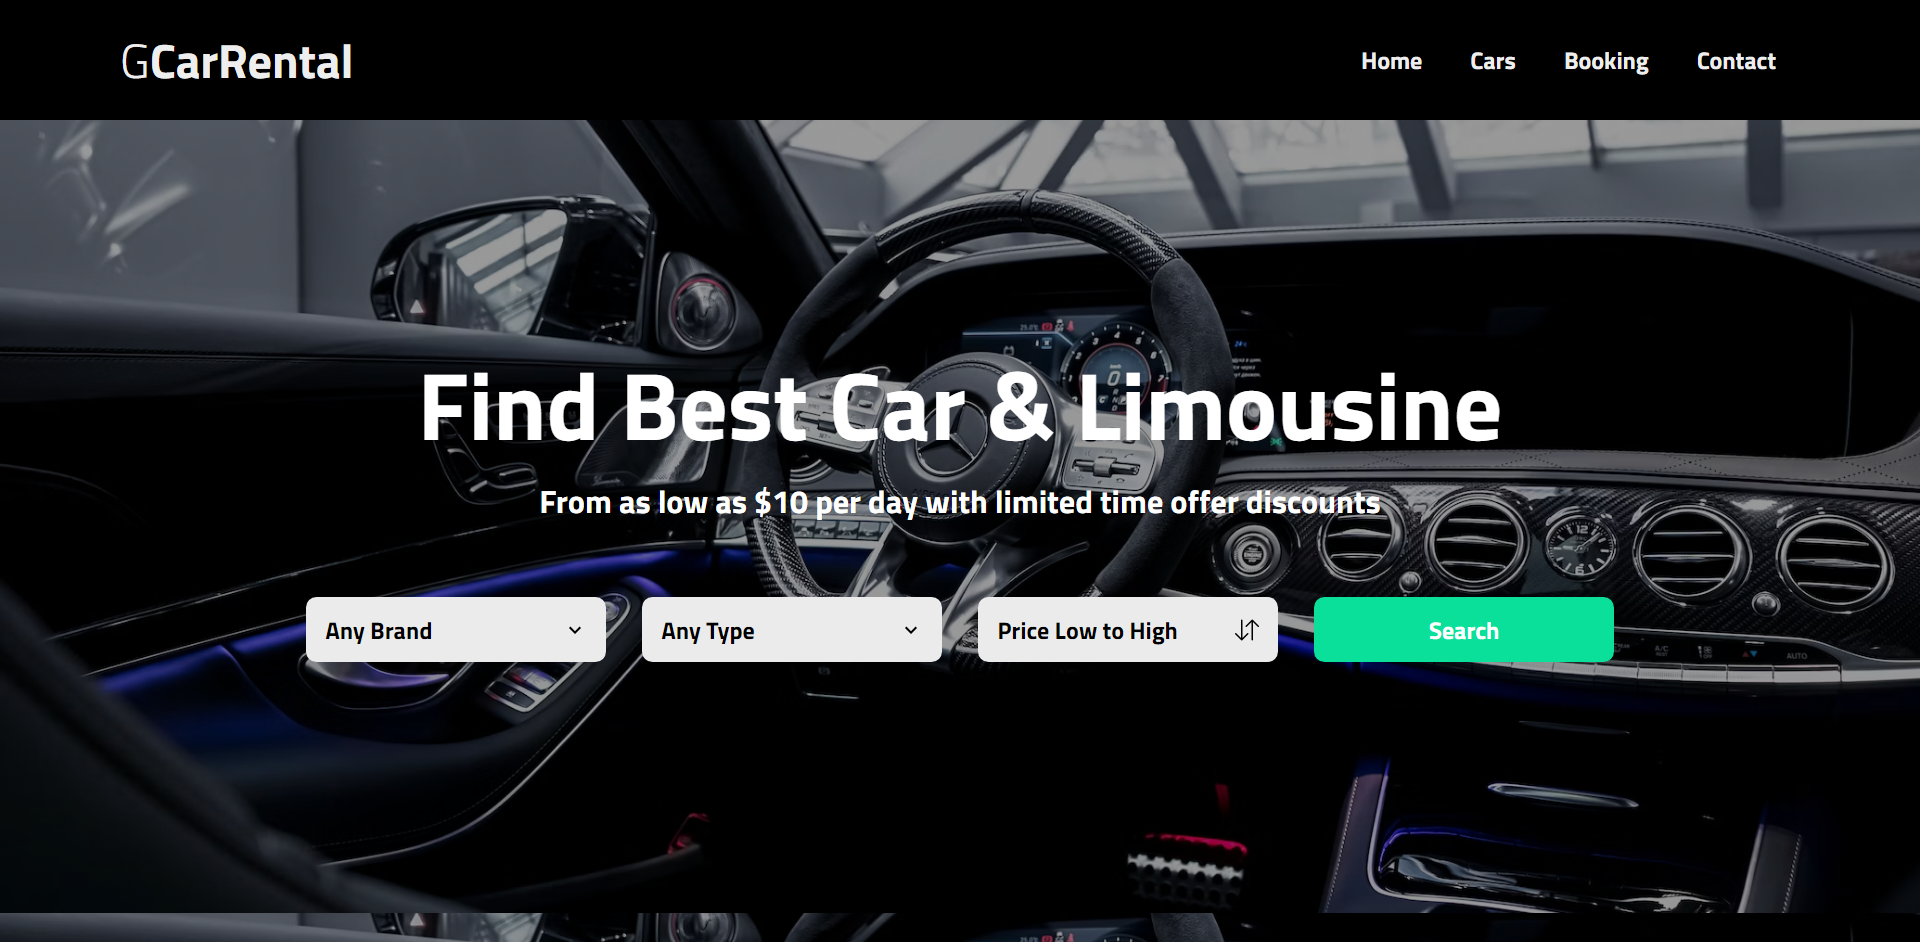 GCarRental
Home Cars Booking Contact
Find Best Car & Limousine
From as low as $10 per day with limited time offer discounts
Any Brand
Any Type
Price Low to High
Search
A/C
AUTO